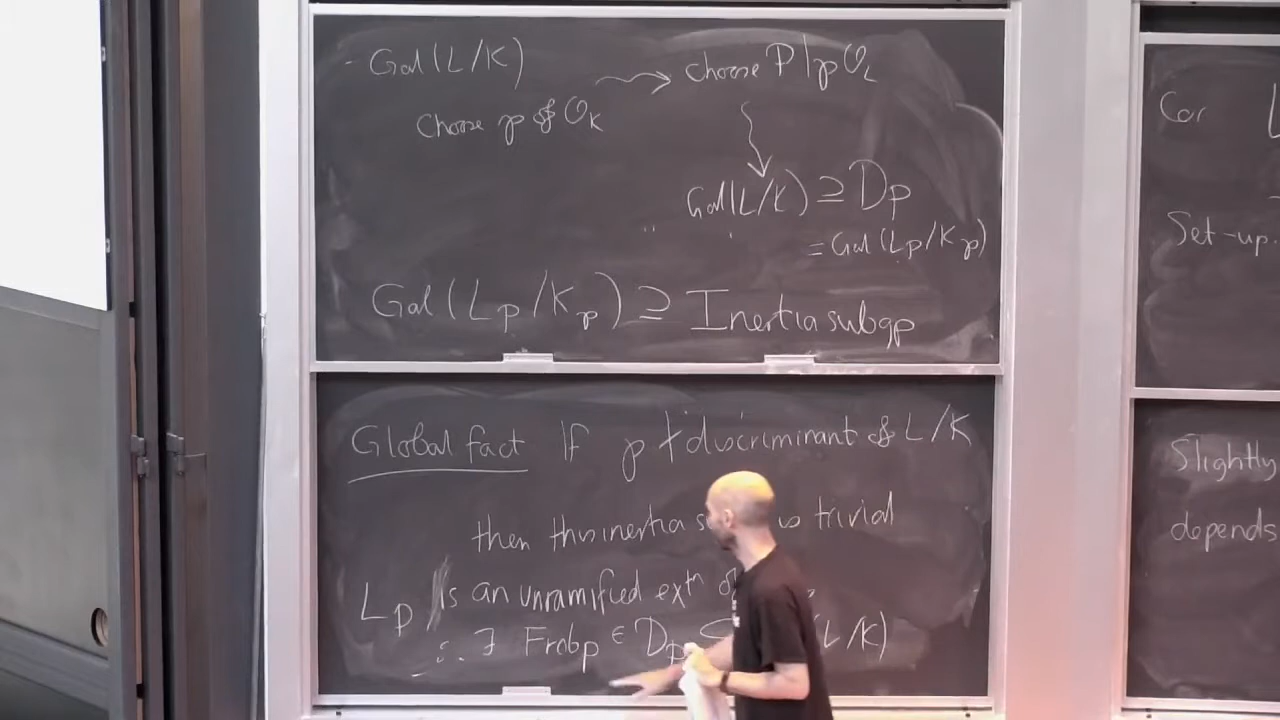 - Gal(L/K)
Choose 𝔭 of O_K
choose P | 𝔭O_L
Gal(L/K) ⊇ D_P
= Gal(L_P/K_𝔭)
Gal(L_P/K_𝔭) ⊇ Inertia subgp
Global fact If 𝔭 ∤ discriminant of L/K
then this inertia is trivial
L_P is an unramified extⁿ
∴ ∃ Frob_P ∈ D_P ⊆ (L/K)
Cor
Set-up
Slightly
depends